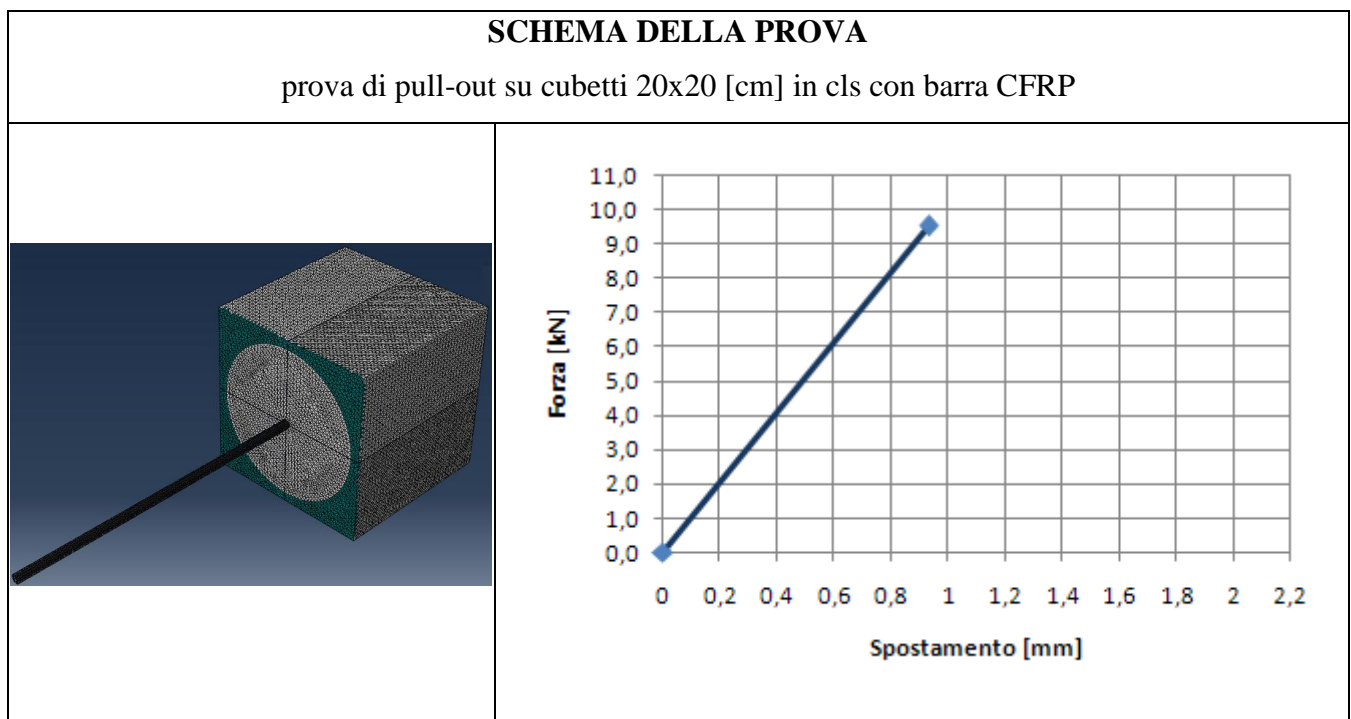 SCHEMA DELLA PROVA
prova di pull-out su cubetti 20x20 [cm] in cls con barra CFRP
11,0
10,0
9,0
8,0
7,0
6,0
5,0
4,0
3,0
2,0
1,0
0,0
Forza [kN]
0 0,2 0,4 0,6 0,8 1 1,2 1,4 1,6 1,8 2 2,2
Spostamento [mm]